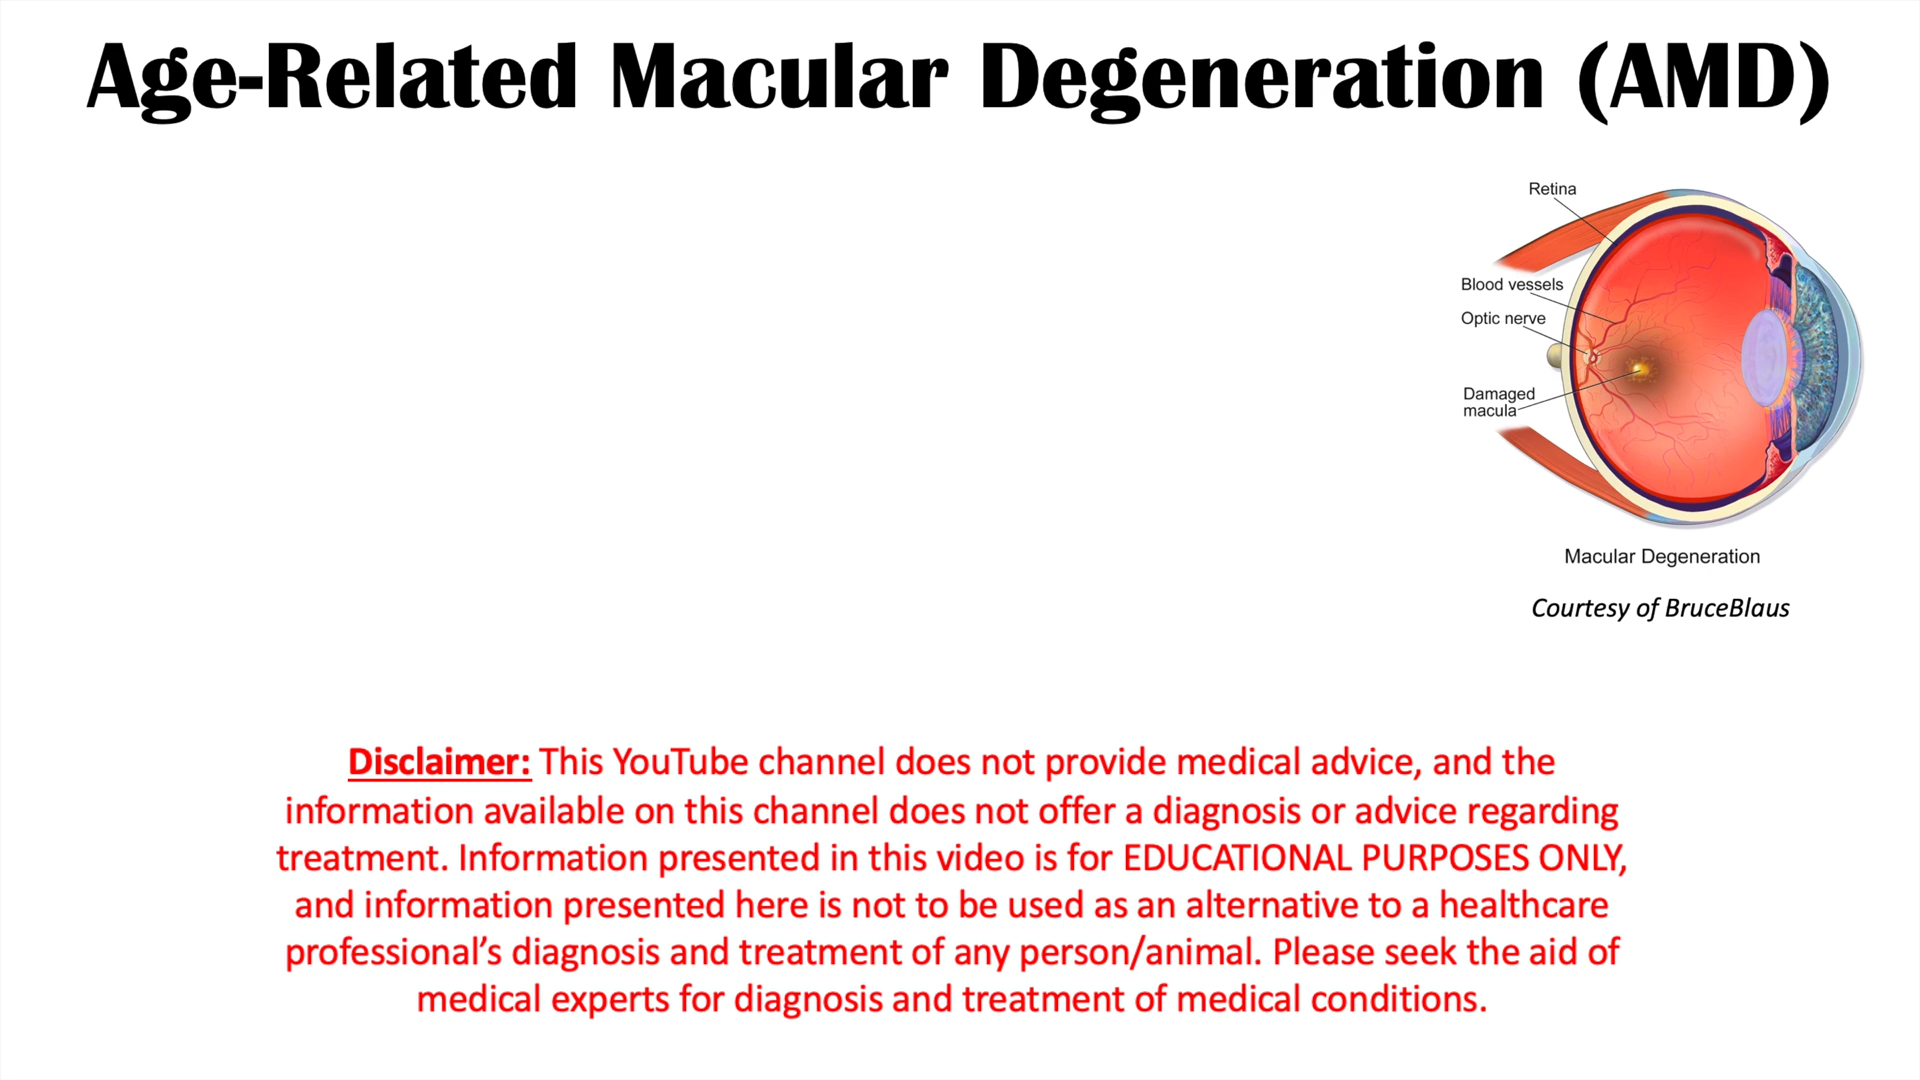 Age-Related Macular Degeneration (AMD)
Retina
Blood vessels
Optic nerve
Damaged
macula
Macular Degeneration
Courtesy of BruceBlaus
Disclaimer: This YouTube channel does not provide medical advice, and the
information available on this channel does not offer a diagnosis or advice regarding
treatment. Information presented in this video is for EDUCATIONAL PURPOSES ONLY,
and information presented here is not to be used as an alternative to a healthcare
professional’s diagnosis and treatment of any person/animal. Please seek the aid of
medical experts for diagnosis and treatment of medical conditions.